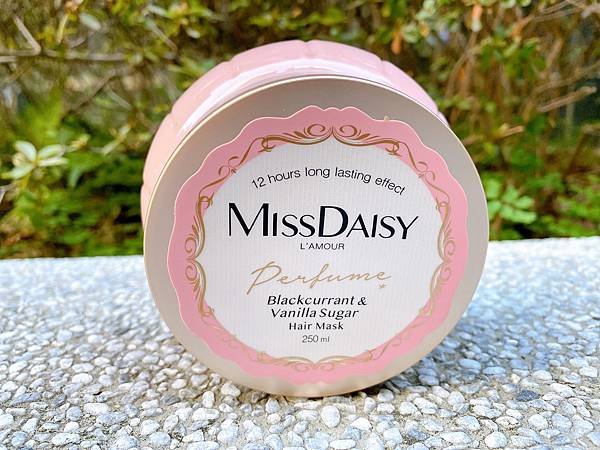 12 hours long lasting effect
MISSDAISY
L'AMOUR
Perfume*
Blackcurrant &
Vanilla Sugar
Hair Mask
250 ml